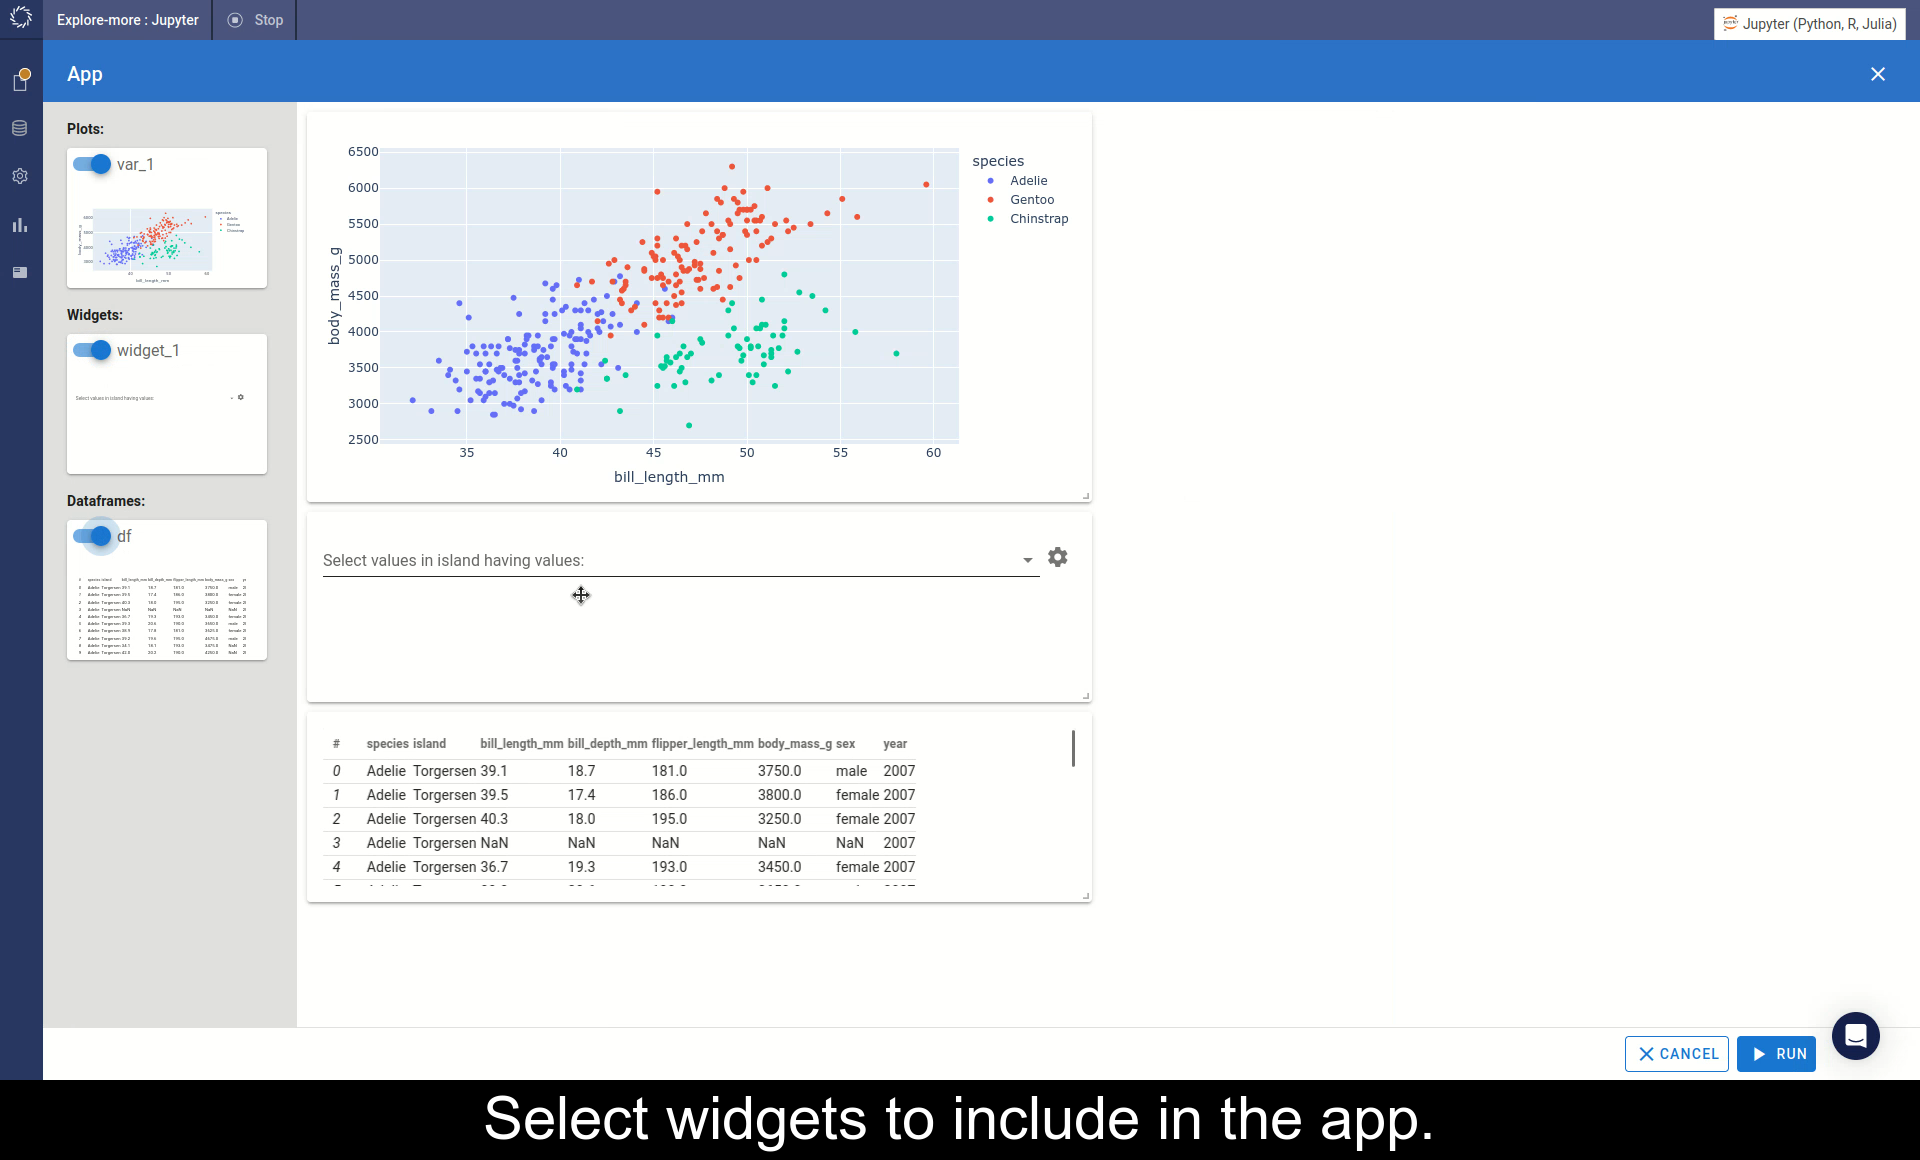 Explore-more : Jupyter
Stop
Jupyter (Python, R, Julia)
App
Plots:
var_1
Widgets:
widget_1
Select values in island having values:
Dataframes:
df
6500
6000
5500
5000
4500
4000
3500
3000
2500
body_mass_g
35 40 45 50 55 60
bill_length_mm
species
Adelie
Gentoo
Chinstrap
Select values in island having values:
# species island bill_length_mm bill_depth_mm flipper_length_mm body_mass_g sex year
0 Adelie Torgersen 39.1 18.7 181.0 3750.0 male 2007
1 Adelie Torgersen 39.5 17.4 186.0 3800.0 female 2007
2 Adelie Torgersen 40.3 18.0 195.0 3250.0 female 2007
3 Adelie Torgersen NaN NaN NaN NaN NaN 2007
4 Adelie Torgersen 36.7 19.3 193.0 3450.0 female 2007
CANCEL
RUN
Select widgets to include in the app.